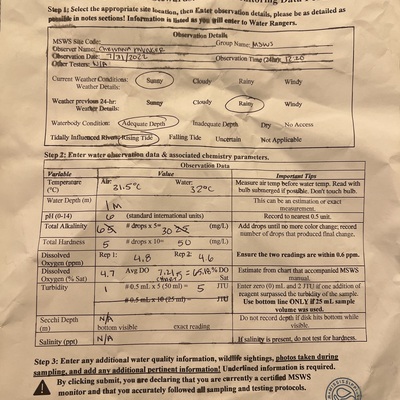 Step 1: Select the appropriate site location, then Enter observation details, please be as detailed as
possible in notes sections! Information is listed as you will enter to Water Rangers.
Observation Details
MSWS Site Code: Group Name: MSWS
Observer Name:
Observation Date: 7/31/2022 Observation Time (24hr): 12:20
Other Testers: N/A
Current Weather Conditions: Sunny Cloudy Rainy Windy
Weather Details:
Weather previous 24-hr: Sunny Cloudy Rainy Windy
Weather Details:
Waterbody Condition: Adequate Depth Inadequate Depth Dry No Access
Tidally Influenced Rivers: Rising Tide Falling Tide Uncertain Not Applicable
Step 2: Enter water observation data & associated chemistry parameters.
Observation Data
Variable Value Important Tips
Temperature (°C) Air: 31.5°C Water: 32°C Measure air temp before water temp. Read with bulb submerged if possible. Don't touch bulb.
Water Depth (m) 1M This can be an estimation or exact measurement.
pH (0-14) 6 (standard international units) Record to nearest 0.5 unit.
Total Alkalinity # drops x 5= 30 (mg/L) Add drops until no more color change; record number of drops that produced final change.
Total Hardness 5 # drops x 10= 50 (mg/L)
Dissolved Oxygen (ppm) Rep 1: 4.8 Rep 2: 4.6 Ensure the two readings are within 0.6 ppm.
Dissolved Oxygen (% Sat) 4.7 Avg DO % DO Sat Estimate from chart that accompanied MSWS manual.
Turbidity 1 # 0.5 mL x 5 (50 ml) = 5 JTU Enter zero (0) mL and 2 JTU if one addition of reagent surpassed the turbidity of the sample.
# 0.5 mL x 10 (25 ml) = JTU Use bottom line ONLY if 25 mL sample volume was used.
Secchi Depth (m) N/A bottom visible exact reading Do not record depth if disk hits bottom while visible.
Salinity (ppt) N/A If salinity is present, do not test for hardness.
Step 3: Enter any additional water quality information, wildlife sightings, photos taken during
sampling, and add any additional pertinent information! Underlined information is required.
By clicking submit, you are declaring that you are currently a certified MSWS
monitor and that you accurately followed all sampling and testing protocols.